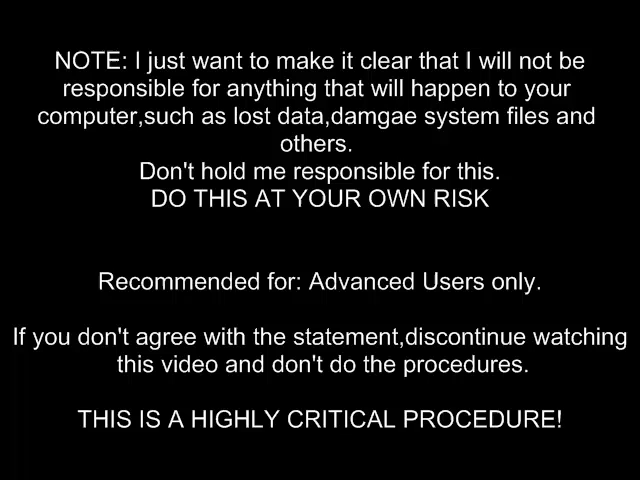 NOTE: I just want to make it clear that I will not be
responsible for anything that will happen to your
computer,such as lost data,damgae system files and
others.
Don't hold me responsible for this.
DO THIS AT YOUR OWN RISK
Recommended for: Advanced Users only.
If you don't agree with the statement,discontinue watching
this video and don't do the procedures.
THIS IS A HIGHLY CRITICAL PROCEDURE!